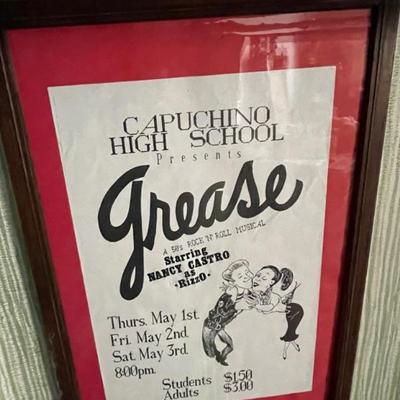 CAPUCHINO
HIGH SCHOOL
Presents
grease
A 50's ROCK 'N' ROLL MUSICAL
Starring
NANCY CASTRO
as
•RIZZO•
Thurs. May 1st.
Fri. May 2nd
Sat. May 3rd.
8:00pm.
Students $1.50
Adults $3.00